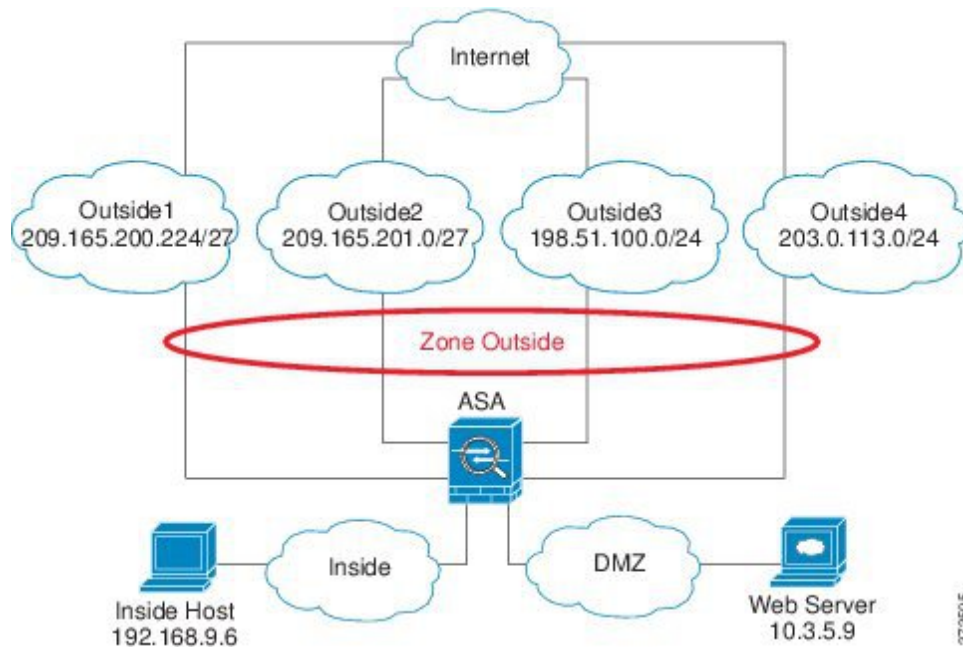 Internet
Outside1
209.165.200.224/27
Outside2
209.165.201.0/27
Outside3
198.51.100.0/24
Outside4
203.0.113.0/24
Zone Outside
ASA
Inside
DMZ
Inside Host
192.168.9.6
Web Server
10.3.5.9